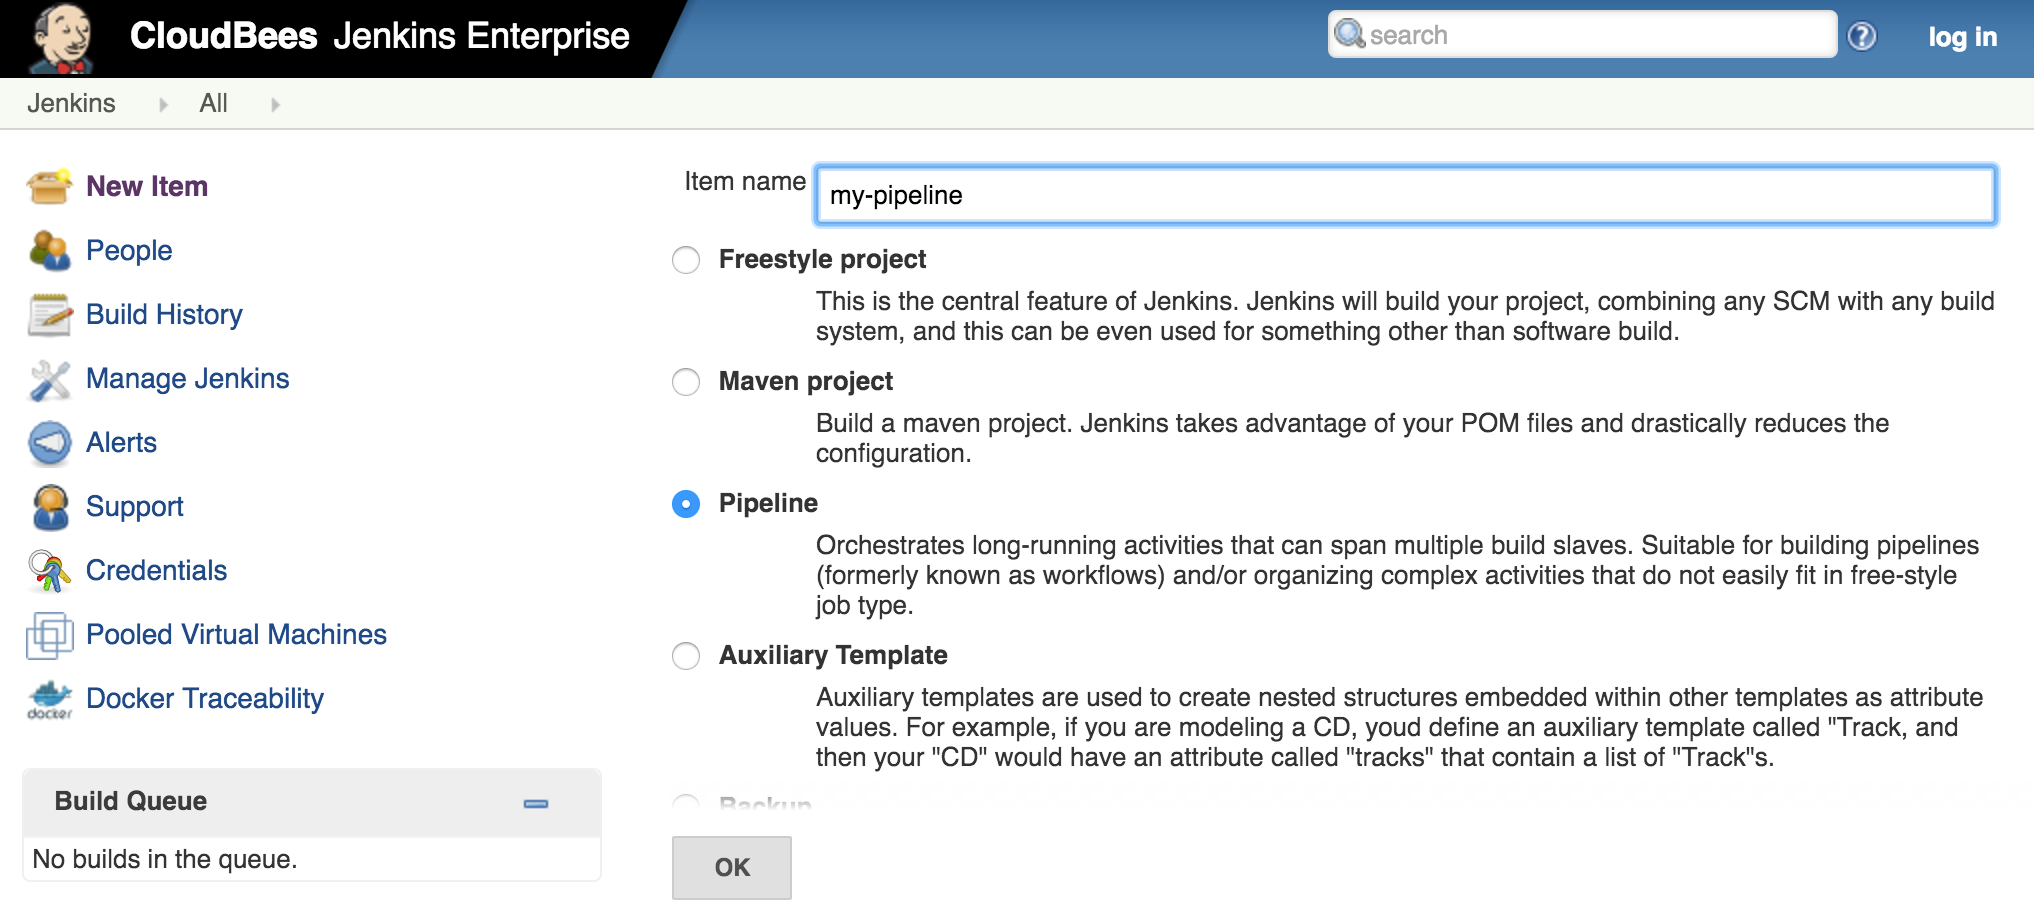 CloudBees Jenkins Enterprise
search
?
log in
Jenkins
All
New Item
People
Build History
Manage Jenkins
Alerts
Support
Credentials
Pooled Virtual Machines
docker
Docker Traceability
Build Queue
No builds in the queue.
Item name
my-pipeline
Freestyle project
This is the central feature of Jenkins. Jenkins will build your project, combining any SCM with any build
system, and this can be even used for something other than software build.
Maven project
Build a maven project. Jenkins takes advantage of your POM files and drastically reduces the
configuration.
Pipeline
Orchestrates long-running activities that can span multiple build slaves. Suitable for building pipelines
(formerly known as workflows) and/or organizing complex activities that do not easily fit in free-style
job type.
Auxiliary Template
Auxiliary templates are used to create nested structures embedded within other templates as attribute
values. For example, if you are modeling a CD, youd define an auxiliary template called "Track, and
then your "CD" would have an attribute called "tracks" that contain a list of "Track"s.
Backup
OK